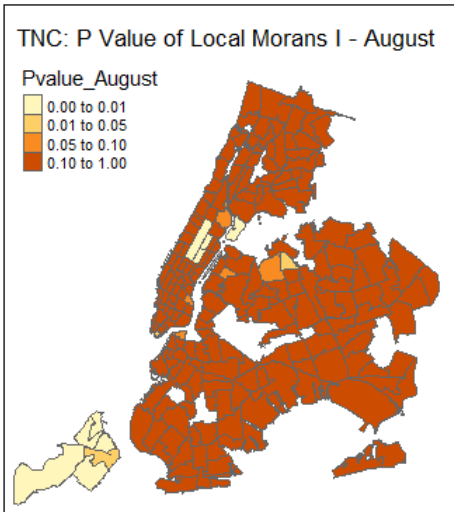 TNC: P Value of Local Morans I - August
Pvalue_August
0.00 to 0.01
0.01 to 0.05
0.05 to 0.10
0.10 to 1.00